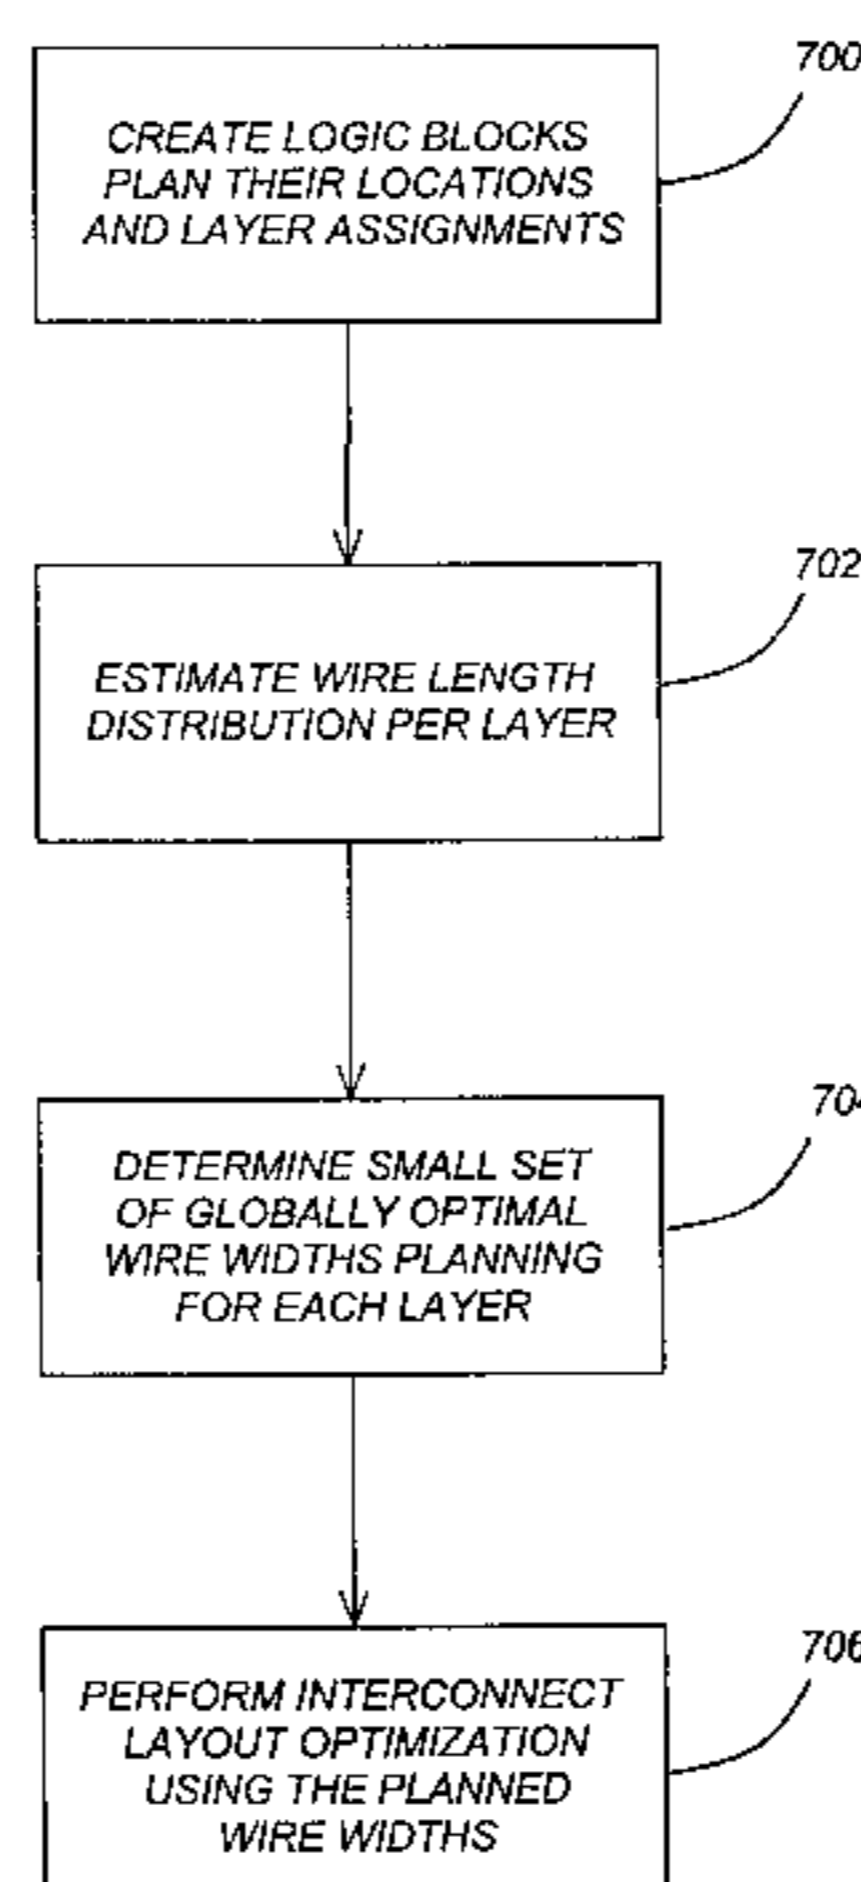 700
CREATE LOGIC BLOCKS
PLAN THEIR LOCATIONS
AND LAYER ASSIGNMENTS
702
ESTIMATE WIRE LENGTH
DISTRIBUTION PER LAYER
704
DETERMINE SMALL SET
OF GLOBALLY OPTIMAL
WIRE WIDTHS PLANNING
FOR EACH LAYER
706
PERFORM INTERCONNECT
LAYOUT OPTIMIZATION
USING THE PLANNED
WIRE WIDTHS